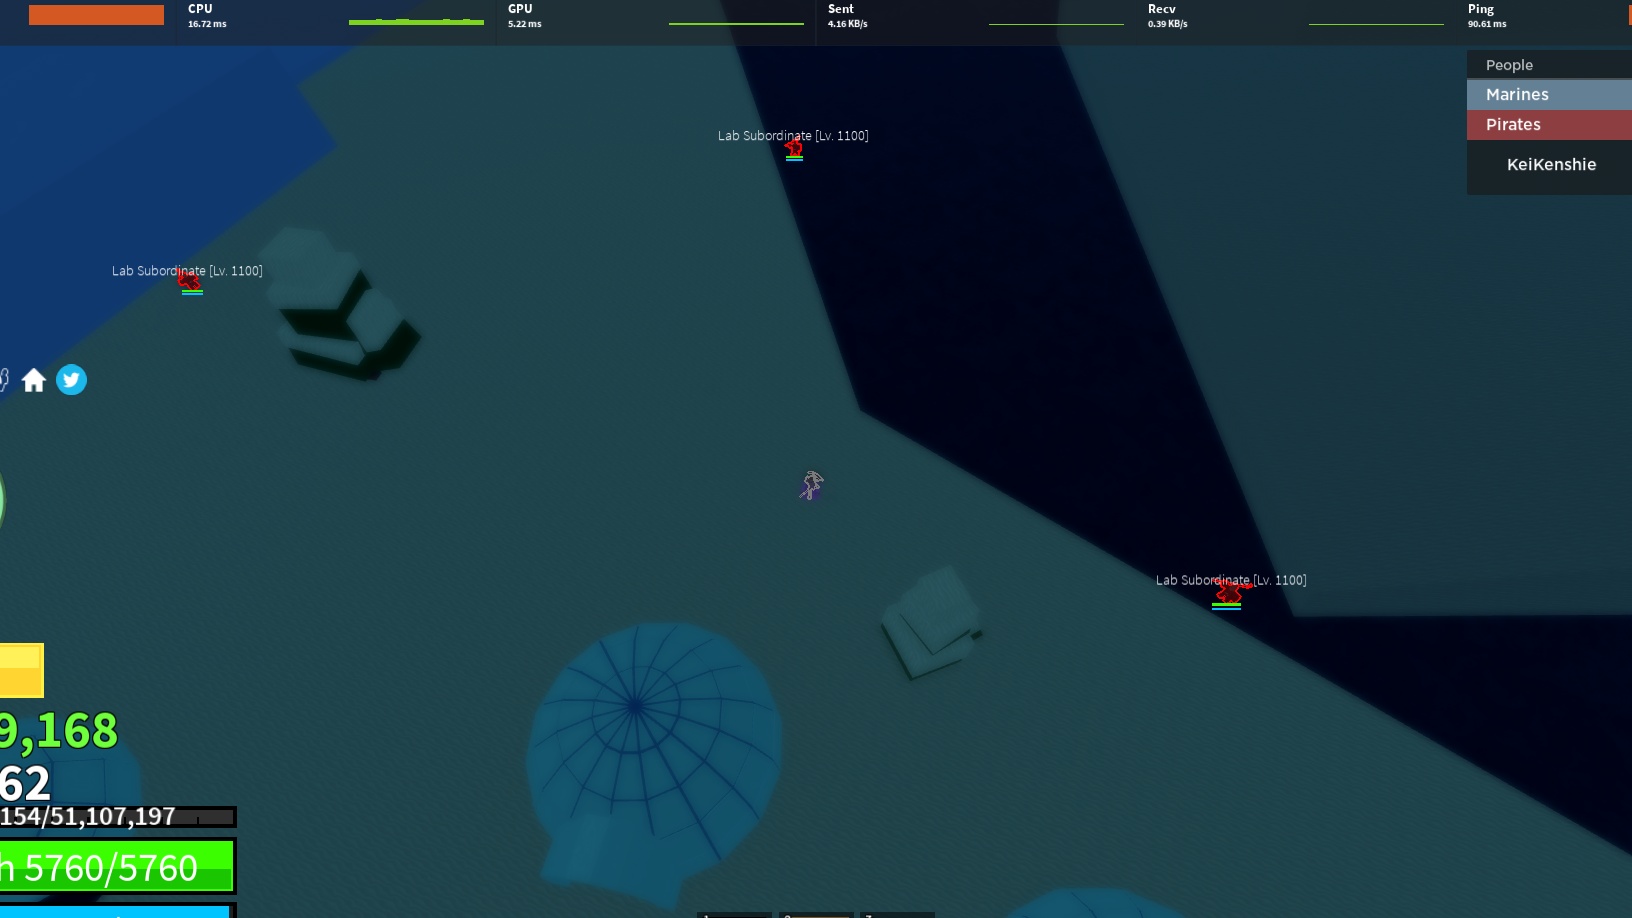 CPU
16.72 ms
GPU
5.22 ms
Sent
4.16 KB/s
Recv
0.39 KB/s
Ping
90.61 ms
People
Marines
Pirates
KeiKenshie
Lab Subordinate [Lv. 1100]
Lab Subordinate [Lv. 1100]
Lab Subordinate [Lv. 1100]
9,168
62
154/51,107,197
h 5760/5760